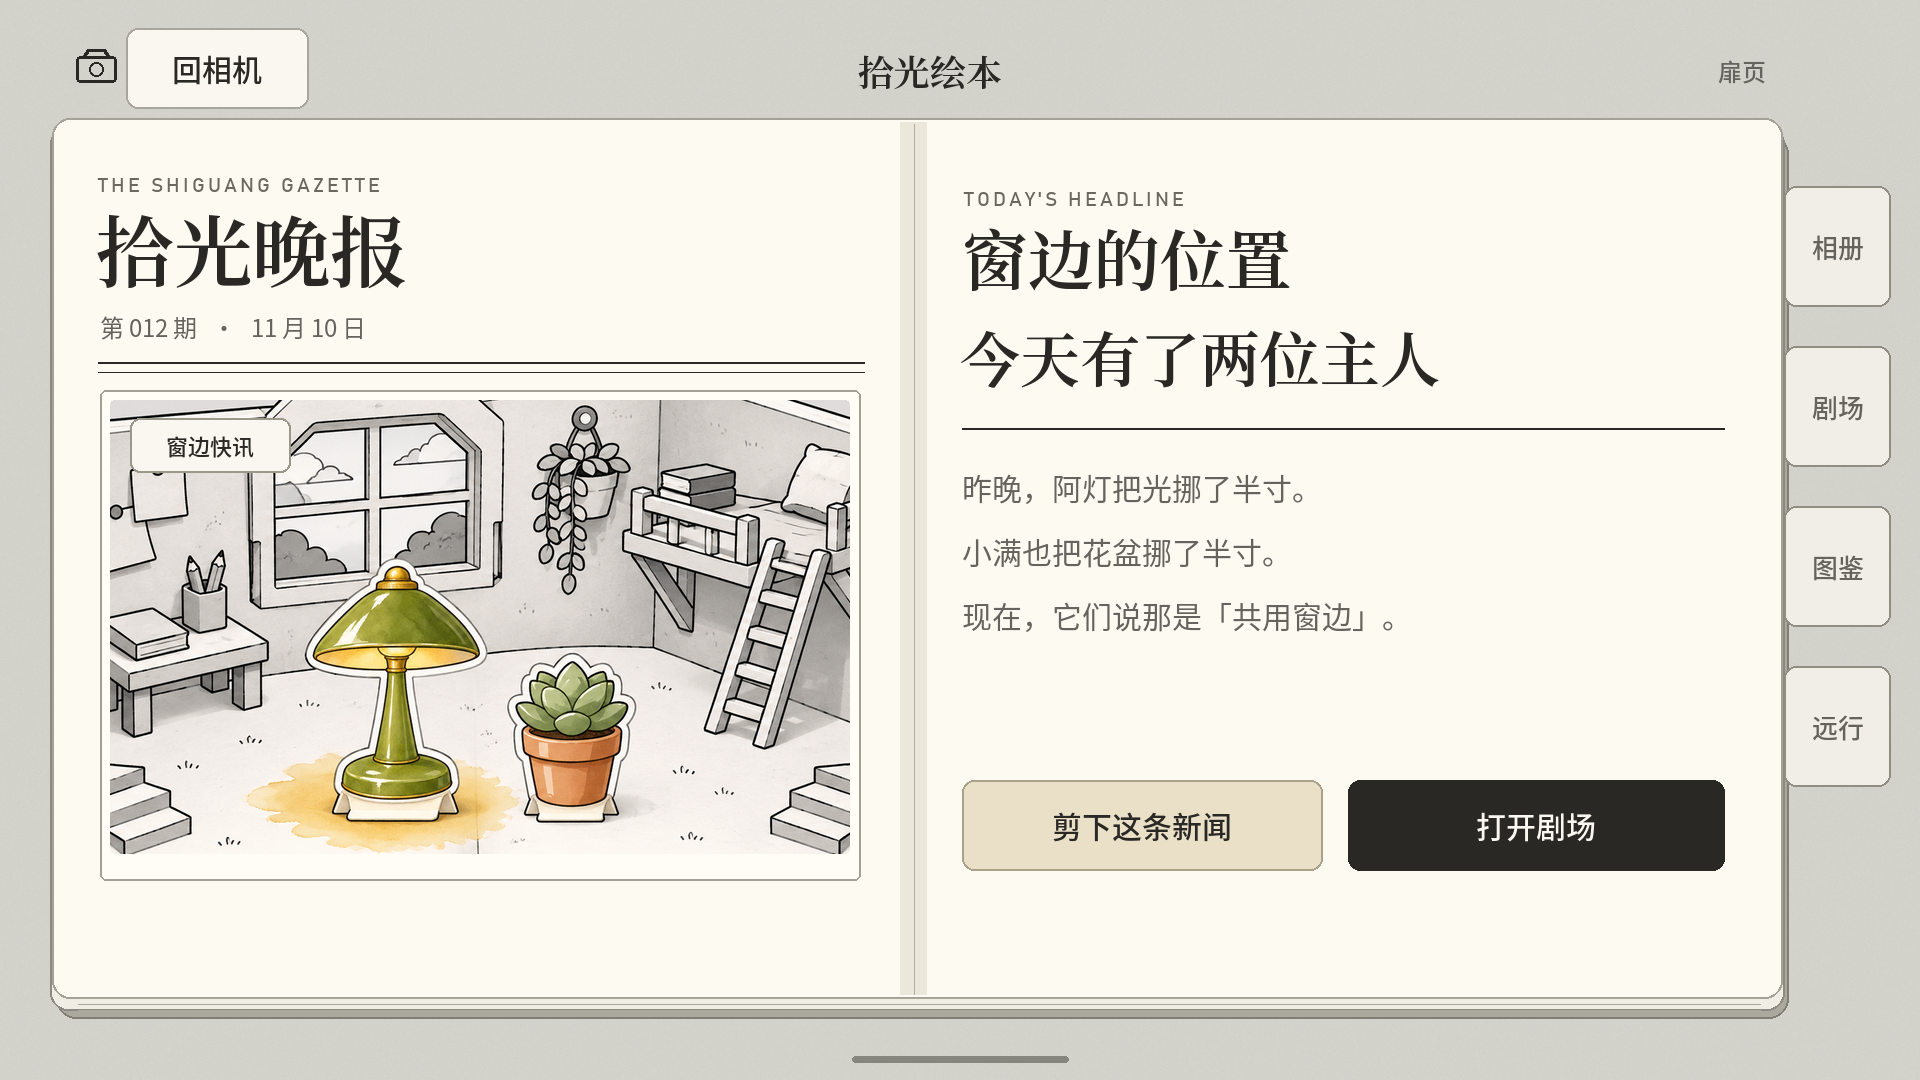 回相机
拾光绘本
扉页
THE SHIGUANG GAZETTE
拾光晚报
第 012 期 · 11 月 10 日
窗边快讯
TODAY'S HEADLINE
窗边的位置
今天有了两位主人
昨晚，阿灯把光挪了半寸。
小满也把花盆挪了半寸。
现在，它们说那是「共用窗边」。
剪下这条新闻
打开剧场
相册
剧场
图鉴
远行